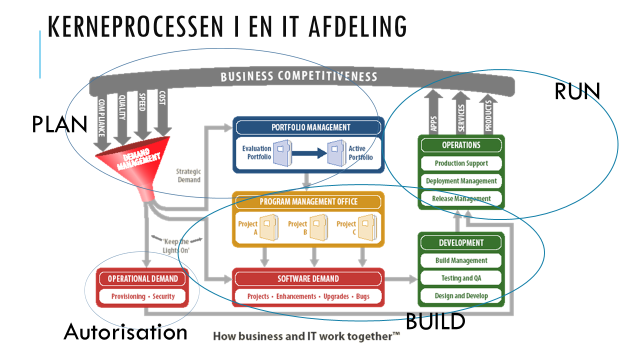 KERNEPROCESSEN I EN IT AFDELING
BUSINESS COMPETITIVENESS
RUN
PLAN
COMPLIANCE
QUALITY
SPEED
COST
APPS
SERVICES
PRODUCTS
DEMAND
MANAGEMENT
Strategic
Demand
PORTFOLIO MANAGEMENT
Evaluation
Portfolio
Active
Portfolio
OPERATIONS
Production Support
Deployment Management
Release Management
PROGRAM MANAGEMENT OFFICE
Project
A
Project
B
Project
C
'Keep the
Lights On'
OPERATIONAL DEMAND
Provisioning • Security
SOFTWARE DEMAND
Projects • Enhancements • Upgrades • Bugs
DEVELOPMENT
Build Management
Testing and QA
Design and Develop
Autorisation
BUILD
How business and IT work together™